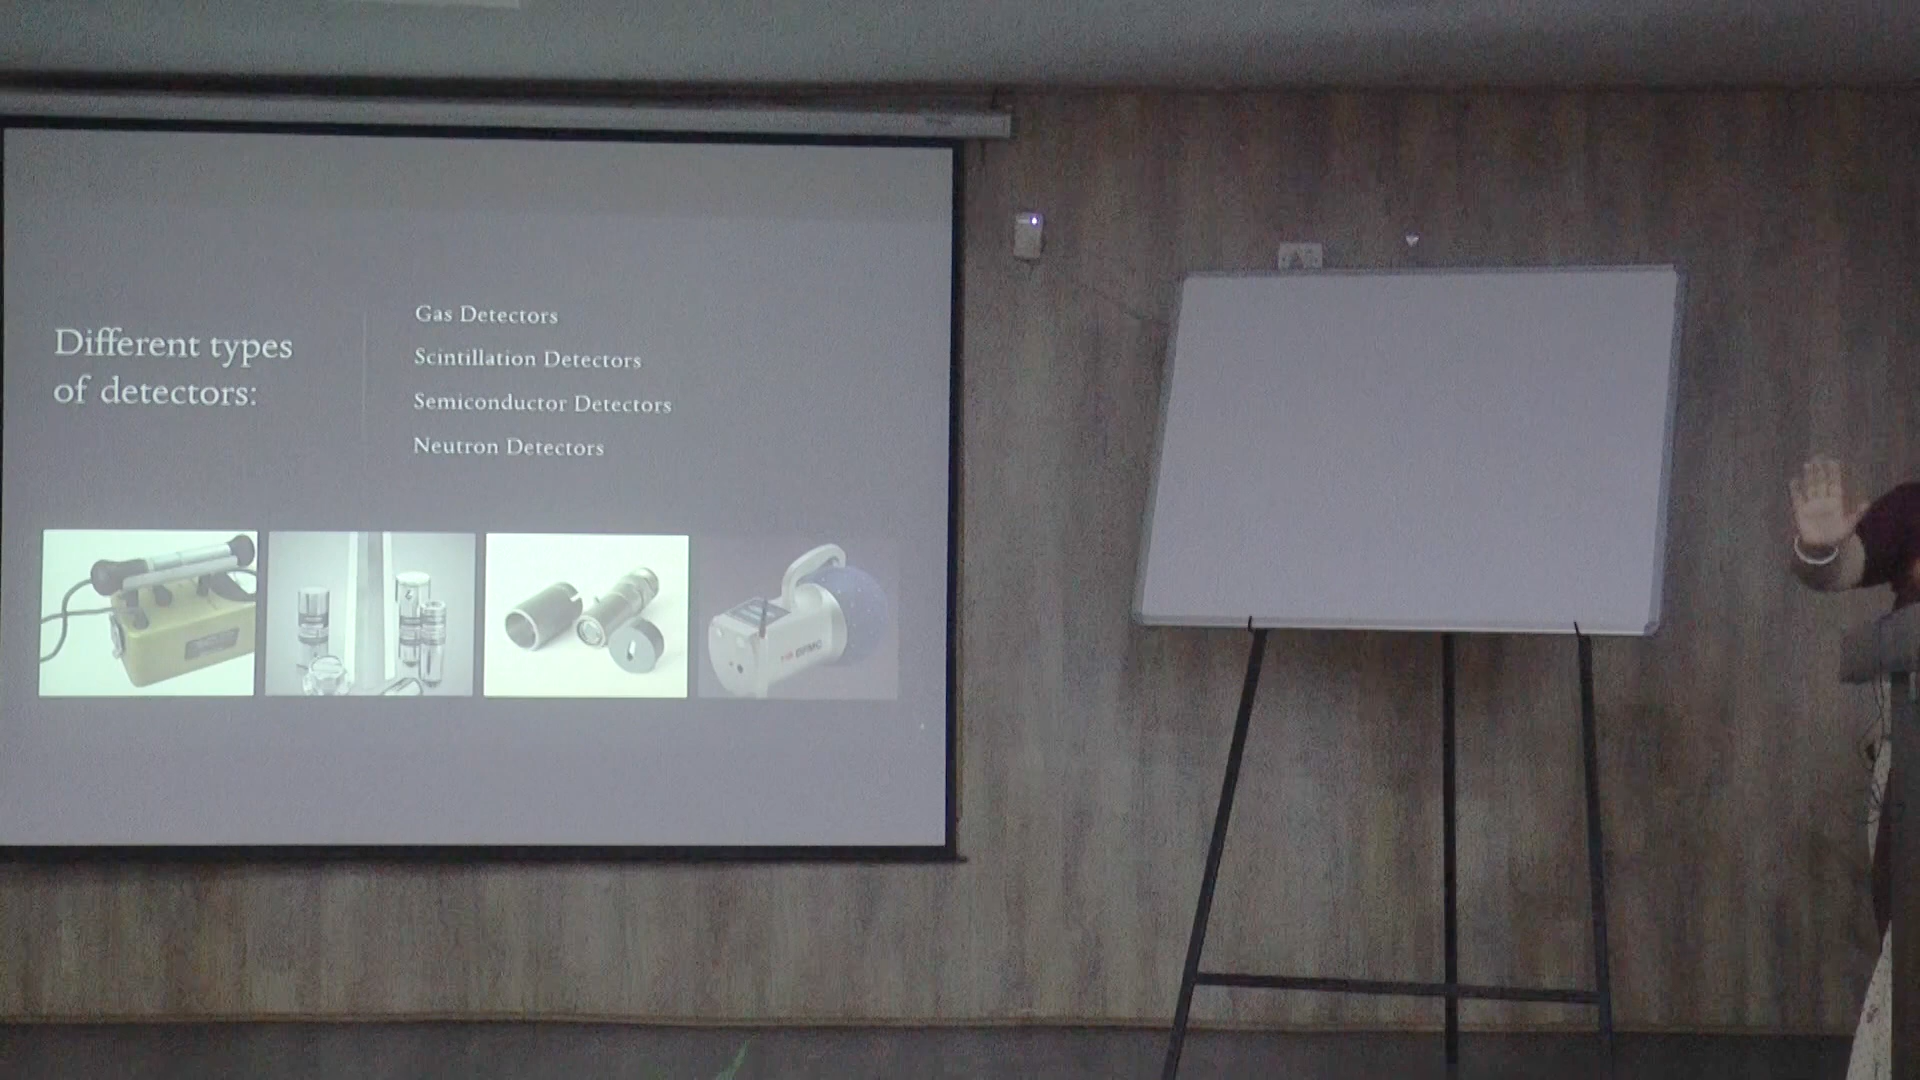 Different types
of detectors:
Gas Detectors
Scintillation Detectors
Semiconductor Detectors
Neutron Detectors